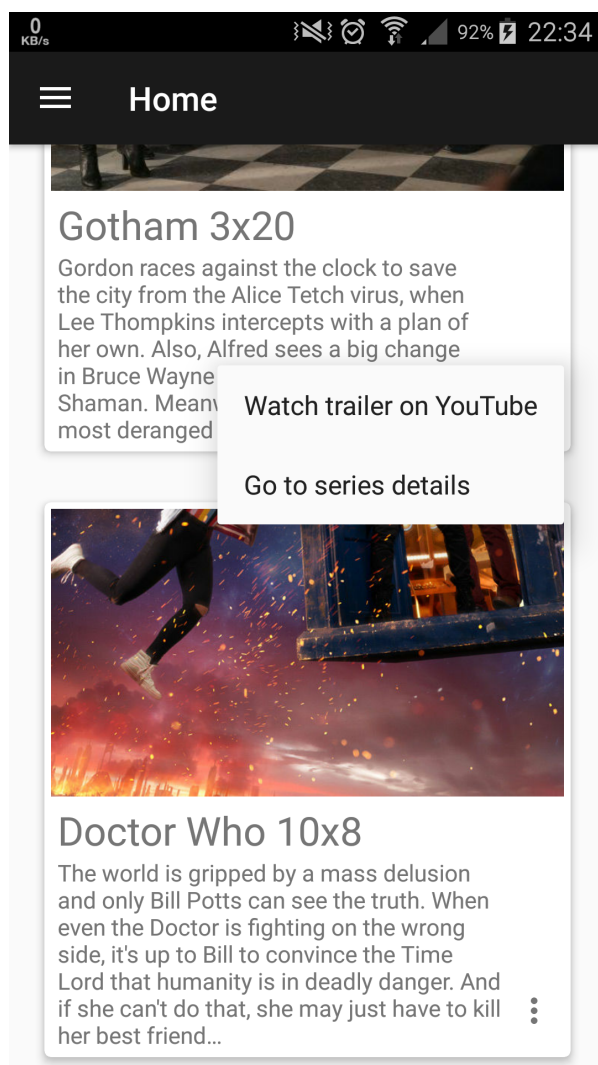 0
KB/s
92%
22:34
Home
Gotham 3x20
Gordon races against the clock to save
the city from the Alice Tetch virus, when
Lee Thompkins intercepts with a plan of
her own. Also, Alfred sees a big change
in Bruce Wayne
Shaman.
most deranged
Watch trailer on YouTube
Go to series details
Doctor Who 10x8
The world is gripped by a mass delusion
and only Bill Potts can see the truth. When
even the Doctor is fighting on the wrong
side, it's up to Bill to convince the Time
Lord that humanity is in deadly danger. And
if she can't do that, she may just have to kill
her best friend...